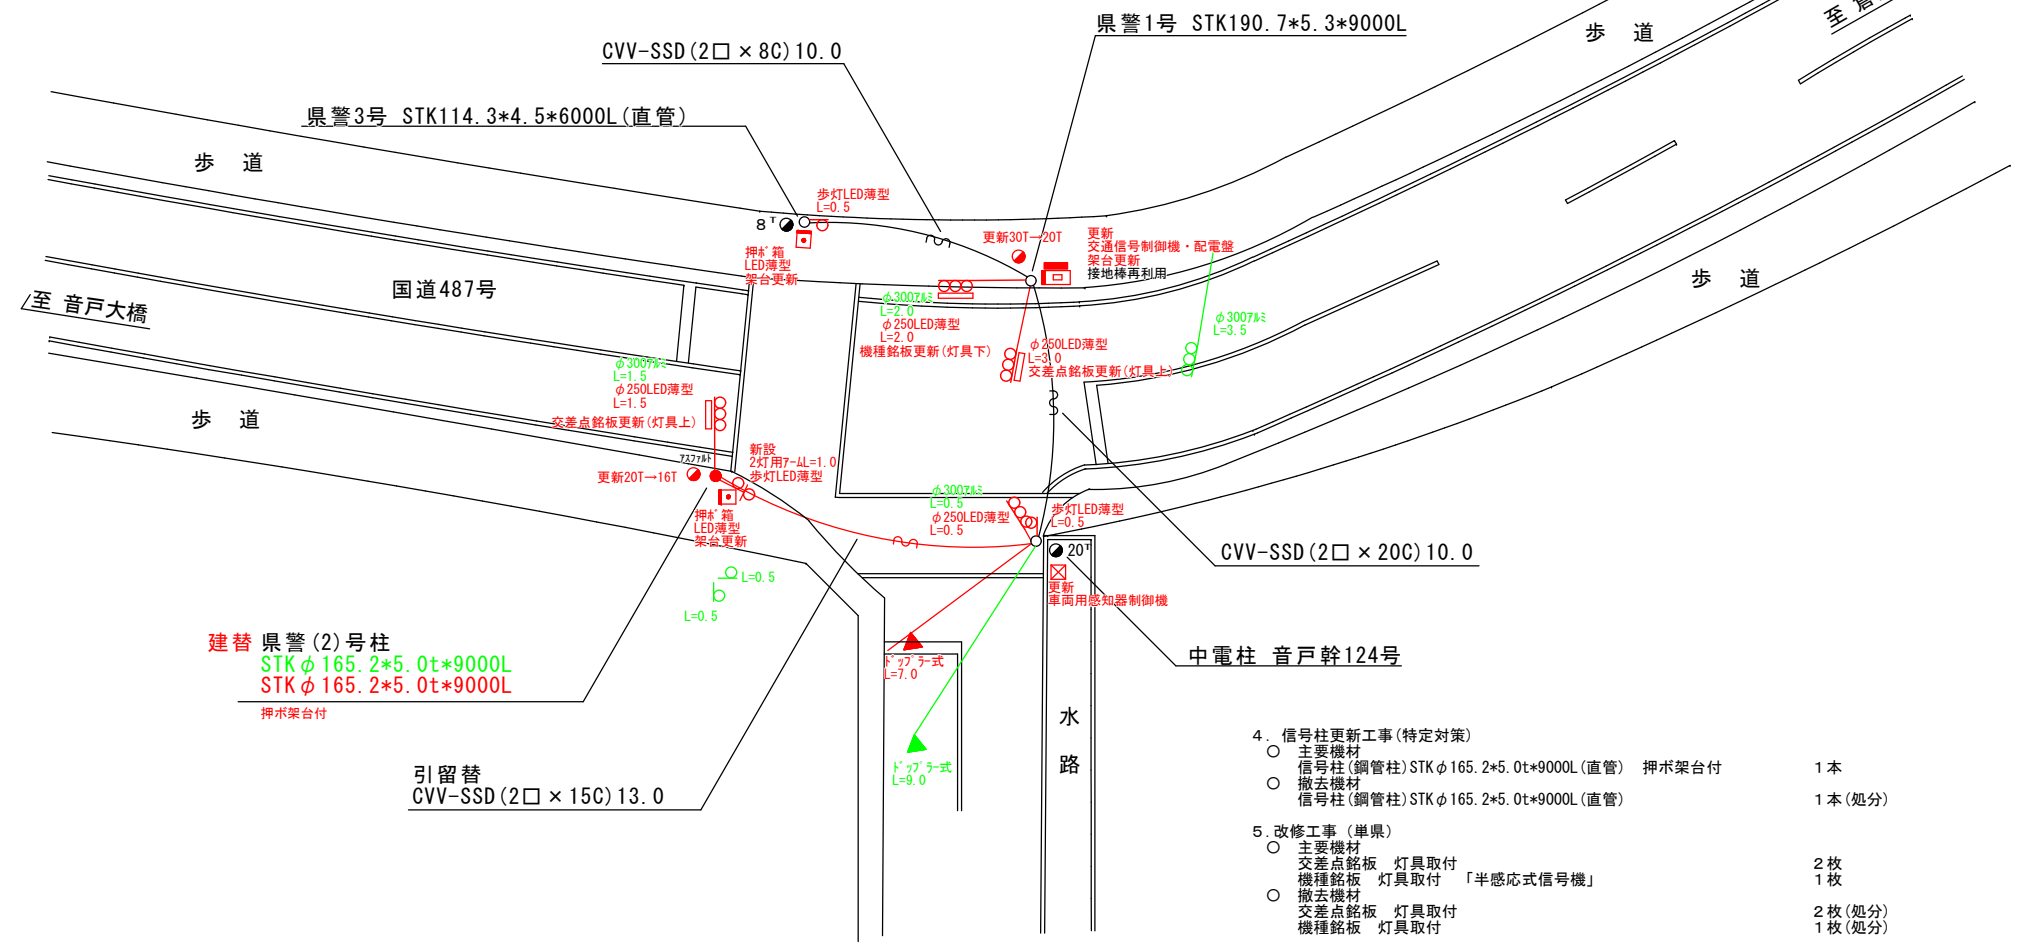 県警1号 STK190.7*5.3*9000L
CVV-SSD(2□×8C)10.0
歩 道
県警3号 STK114.3*4.5*6000L(直管)
歩 道
歩灯LED薄型
L=0.5
8T
押ボ箱
LED薄型
架台更新
更新30T→20T
更新
交通信号制御機・配電盤
架台更新
接地棒再利用
歩 道
国道487号
至 音戸大橋
φ300アルミ
L=2.0
φ250LED薄型
L=2.0
機種銘板更新(灯具下)
φ250LED薄型
L=3.0
交差点銘板更新(灯具上)
φ300アルミ
L=3.5
φ300アルミ
L=1.5
φ250LED薄型
L=1.5
交差点銘板更新(灯具上)
歩 道
アスファルト
更新20T→16T
新設
2灯用アームL=1.0
歩灯LED薄型
押ボ箱
LED薄型
架台更新
φ300アルミ
L=0.5
φ250LED薄型
L=0.5
歩灯LED薄型
L=0.5
20T
更新
車両用感知器制御機
CVV-SSD(2□×20C)10.0
L=0.5
L=0.5
建替 県警(2)号柱
STKφ165.2*5.0t*9000L
STKφ165.2*5.0t*9000L
押ボ架台付
ドップラー式
L=7.0
中電柱 音戸幹124号
水
路
ドップラー式
L=9.0
引留替
CVV-SSD(2□×15C)13.0
4. 信号柱更新工事(特定対策)
○ 主要機材
信号柱(鋼管柱)STKφ165.2*5.0t*9000L(直管) 押ボ架台付 1本
○ 撤去機材
信号柱(鋼管柱)STKφ165.2*5.0t*9000L(直管) 1本(処分)
5.改修工事 (単県)
○ 主要機材
交差点銘板 灯具取付 2枚
機種銘板 灯具取付 「半感応式信号機」 1枚
○ 撤去機材
交差点銘板 灯具取付 2枚(処分)
機種銘板 灯具取付 1枚(処分)